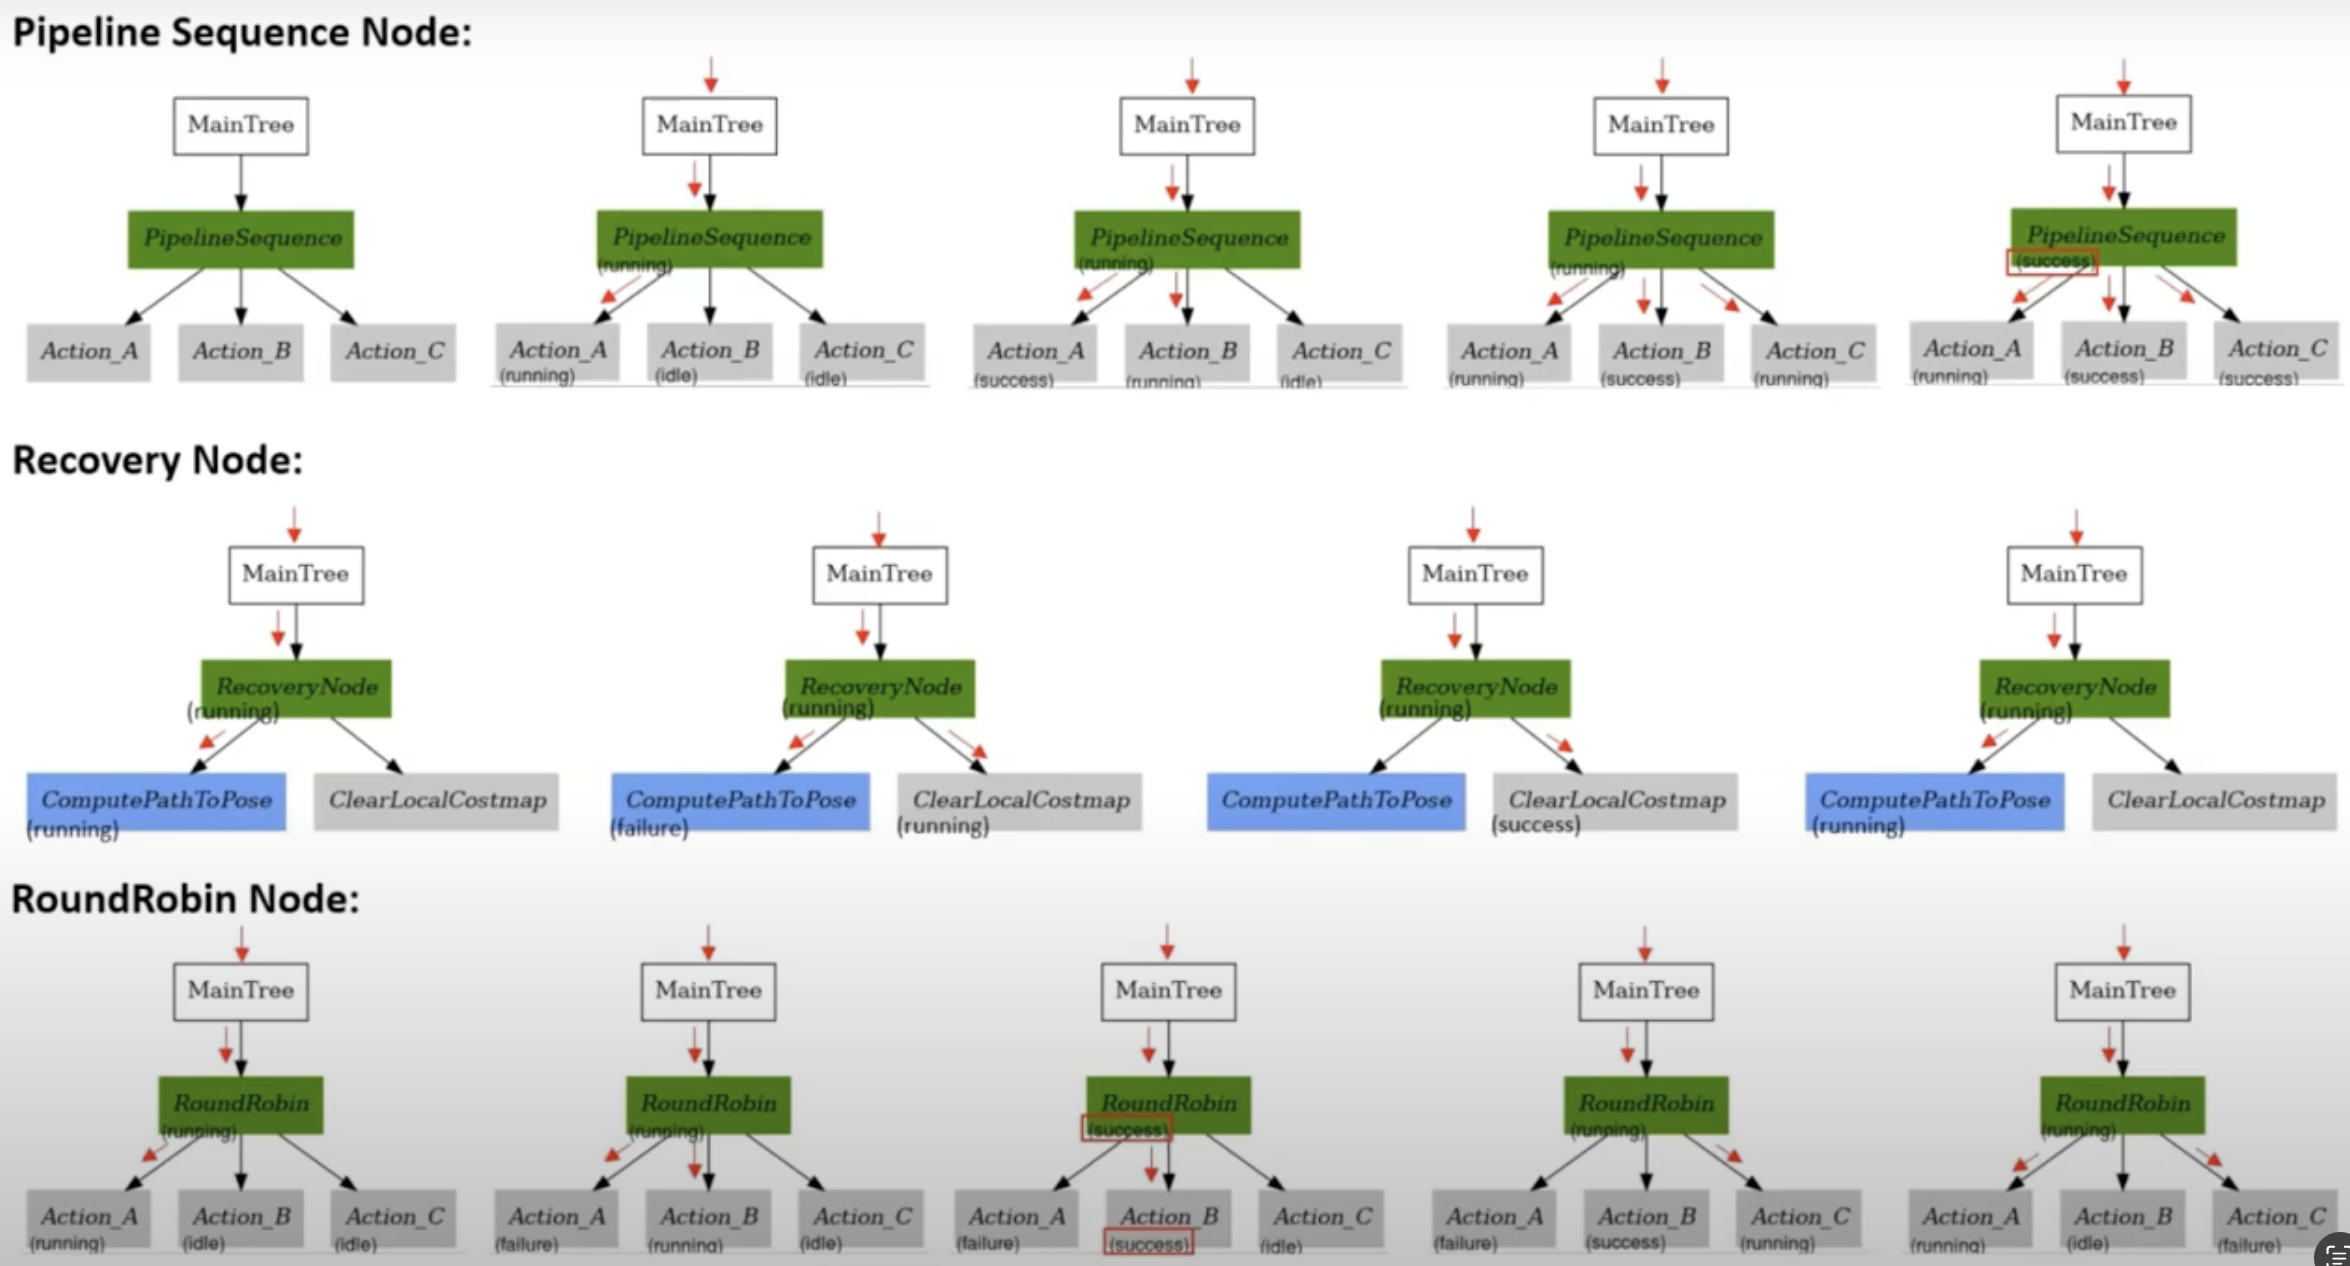 Pipeline Sequence Node:
MainTree
PipelineSequence
Action_A
Action_B
Action_C
MainTree
PipelineSequence
(running)
Action_A
(running)
Action_B
(idle)
Action_C
(idle)
MainTree
PipelineSequence
(running)
Action_A
(success)
Action_B
(running)
Action_C
(idle)
MainTree
PipelineSequence
(running)
Action_A
(running)
Action_B
(success)
Action_C
(running)
MainTree
PipelineSequence
(success)
Action_A
(running)
Action_B
(success)
Action_C
(success)
Recovery Node:
MainTree
RecoveryNode
(running)
ComputePathToPose
(running)
ClearLocalCostmap
MainTree
RecoveryNode
(running)
ComputePathToPose
(failure)
ClearLocalCostmap
(running)
MainTree
RecoveryNode
(running)
ComputePathToPose
ClearLocalCostmap
(success)
MainTree
RecoveryNode
(running)
ComputePathToPose
(running)
ClearLocalCostmap
RoundRobin Node:
MainTree
RoundRobin
(running)
Action_A
(running)
Action_B
(idle)
Action_C
(idle)
MainTree
RoundRobin
(running)
Action_A
(failure)
Action_B
(running)
Action_C
(idle)
MainTree
RoundRobin
(success)
Action_A
(failure)
Action_B
(success)
Action_C
(idle)
MainTree
RoundRobin
(running)
Action_A
(failure)
Action_B
(success)
Action_C
(running)
MainTree
RoundRobin
(running)
Action_A
(running)
Action_B
(idle)
Action_C
(failure)